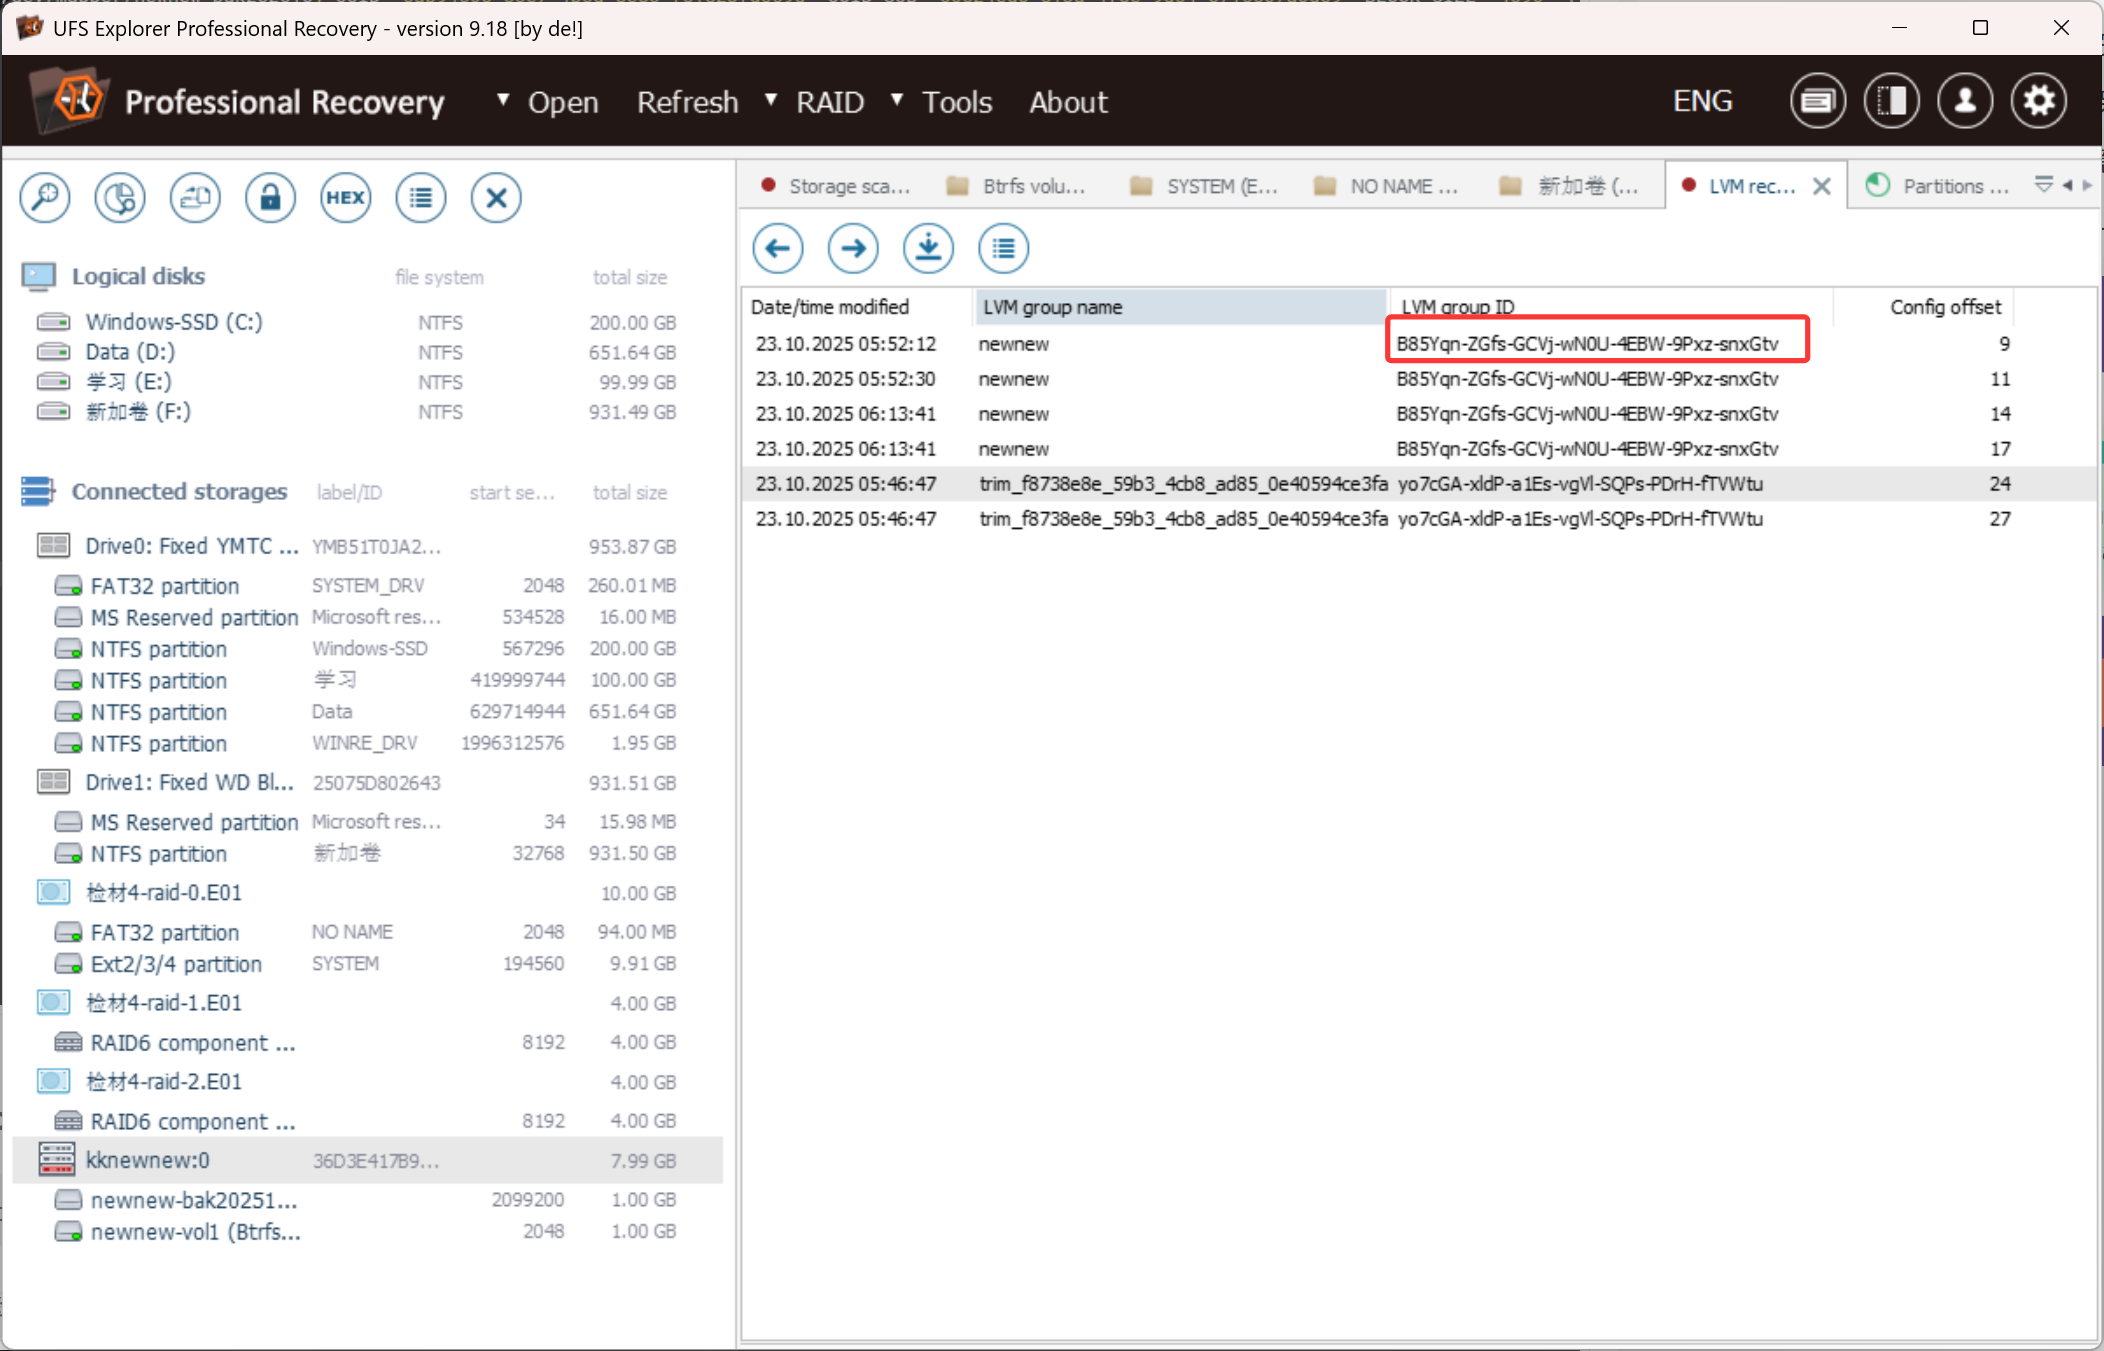 UFS Explorer Professional Recovery - version 9.18 [by de!]
Professional Recovery Open Refresh RAID Tools About ENG
HEX
Storage sca... Btrfs volu... SYSTEM (E... NO NAME ... 新加卷 (... LVM rec... Partitions ...
Logical disks file system total size
Windows-SSD (C:) NTFS 200.00 GB
Data (D:) NTFS 651.64 GB
学习 (E:) NTFS 99.99 GB
新加卷 (F:) NTFS 931.49 GB
Connected storages label/ID start se... total size
Drive0: Fixed YMTC ... YMB51T0JA2... 953.87 GB
FAT32 partition SYSTEM_DRV 2048 260.01 MB
MS Reserved partition Microsoft res... 534528 16.00 MB
NTFS partition Windows-SSD 567296 200.00 GB
NTFS partition 学习 419999744 100.00 GB
NTFS partition Data 629714944 651.64 GB
NTFS partition WINRE_DRV 1996312576 1.95 GB
Drive1: Fixed WD Bl... 25075D802643 931.51 GB
MS Reserved partition Microsoft res... 34 15.98 MB
NTFS partition 新加卷 32768 931.50 GB
检材4-raid-0.E01 10.00 GB
FAT32 partition NO NAME 2048 94.00 MB
Ext2/3/4 partition SYSTEM 194560 9.91 GB
检材4-raid-1.E01 4.00 GB
RAID6 component ... 8192 4.00 GB
检材4-raid-2.E01 4.00 GB
RAID6 component ... 8192 4.00 GB
kknewnew:0 36D3E417B9... 7.99 GB
newnew-bak20251... 2099200 1.00 GB
newnew-vol1 (Btrfs... 2048 1.00 GB
Date/time modified LVM group name LVM group ID Config offset
23.10.2025 05:52:12 newnew B85Yqn-ZGfs-GCVj-wN0U-4EBW-9Pxz-snxGtv 9
23.10.2025 05:52:30 newnew B85Yqn-ZGfs-GCVj-wN0U-4EBW-9Pxz-snxGtv 11
23.10.2025 06:13:41 newnew B85Yqn-ZGfs-GCVj-wN0U-4EBW-9Pxz-snxGtv 14
23.10.2025 06:13:41 newnew B85Yqn-ZGfs-GCVj-wN0U-4EBW-9Pxz-snxGtv 17
23.10.2025 05:46:47 trim_f8738e8e_59b3_4cb8_ad85_0e40594ce3fa yo7cGA-xldP-a1Es-vgVl-SQPs-PDrH-fTVWtu 24
23.10.2025 05:46:47 trim_f8738e8e_59b3_4cb8_ad85_0e40594ce3fa yo7cGA-xldP-a1Es-vgVl-SQPs-PDrH-fTVWtu 27